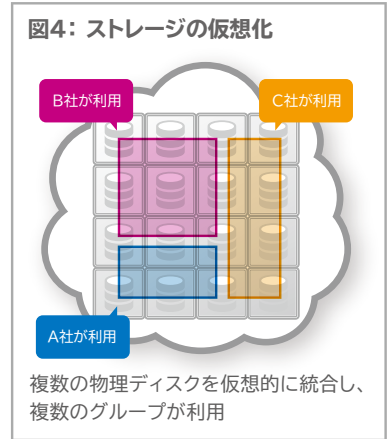 図4： ストレージの仮想化
B社が利用
C社が利用
A社が利用
複数の物理ディスクを仮想的に統合し、
複数のグループが利用